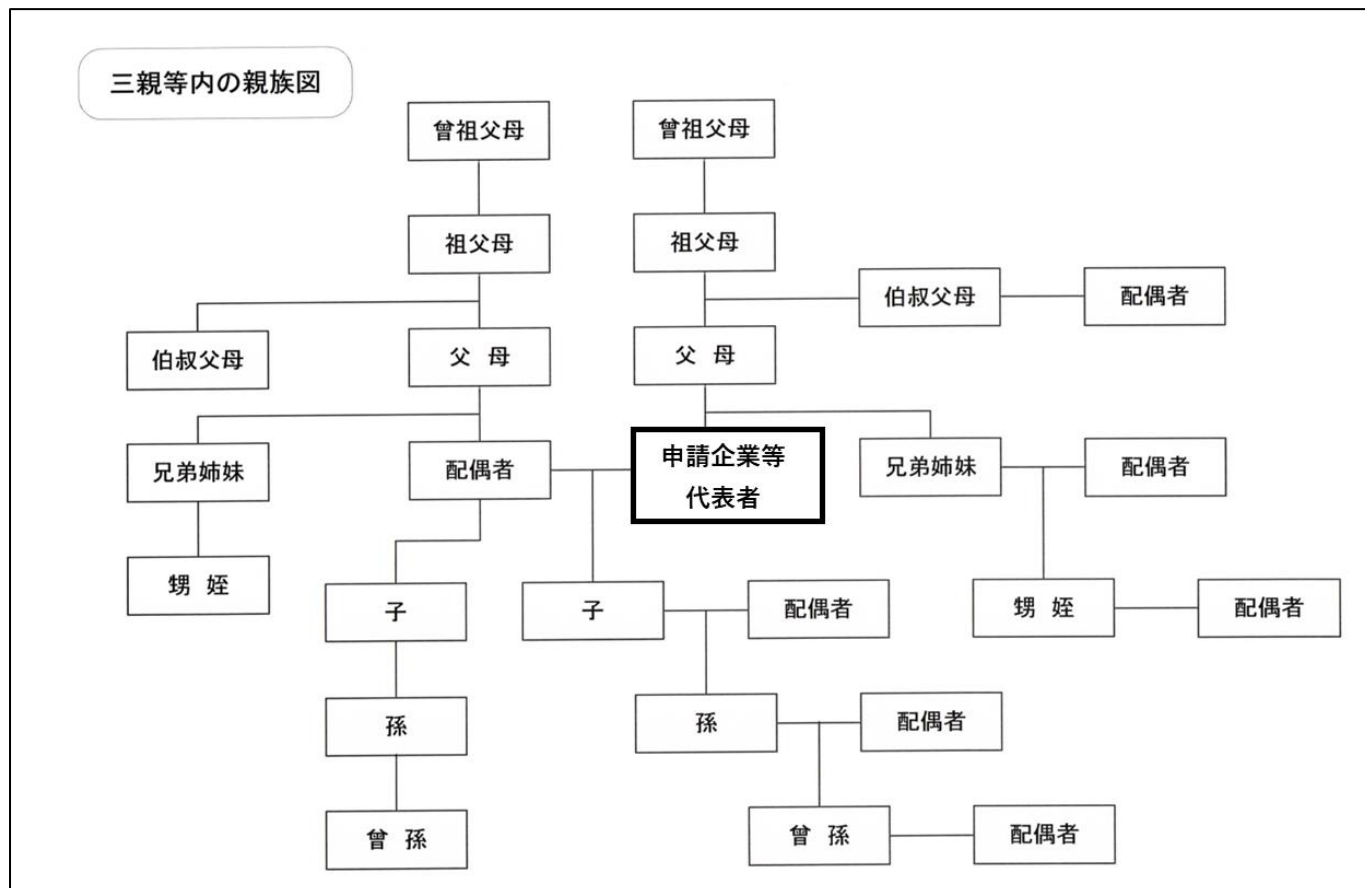 三親等内の親族図
曾祖父母
曾祖父母
祖父母
祖父母
伯叔父母
配偶者
伯叔父母
父 母
父 母
兄弟姉妹
配偶者
申請企業等
代表者
兄弟姉妹
配偶者
甥 姪
子
子
配偶者
甥 姪
配偶者
孫
孫
配偶者
曾 孫
曾 孫
配偶者